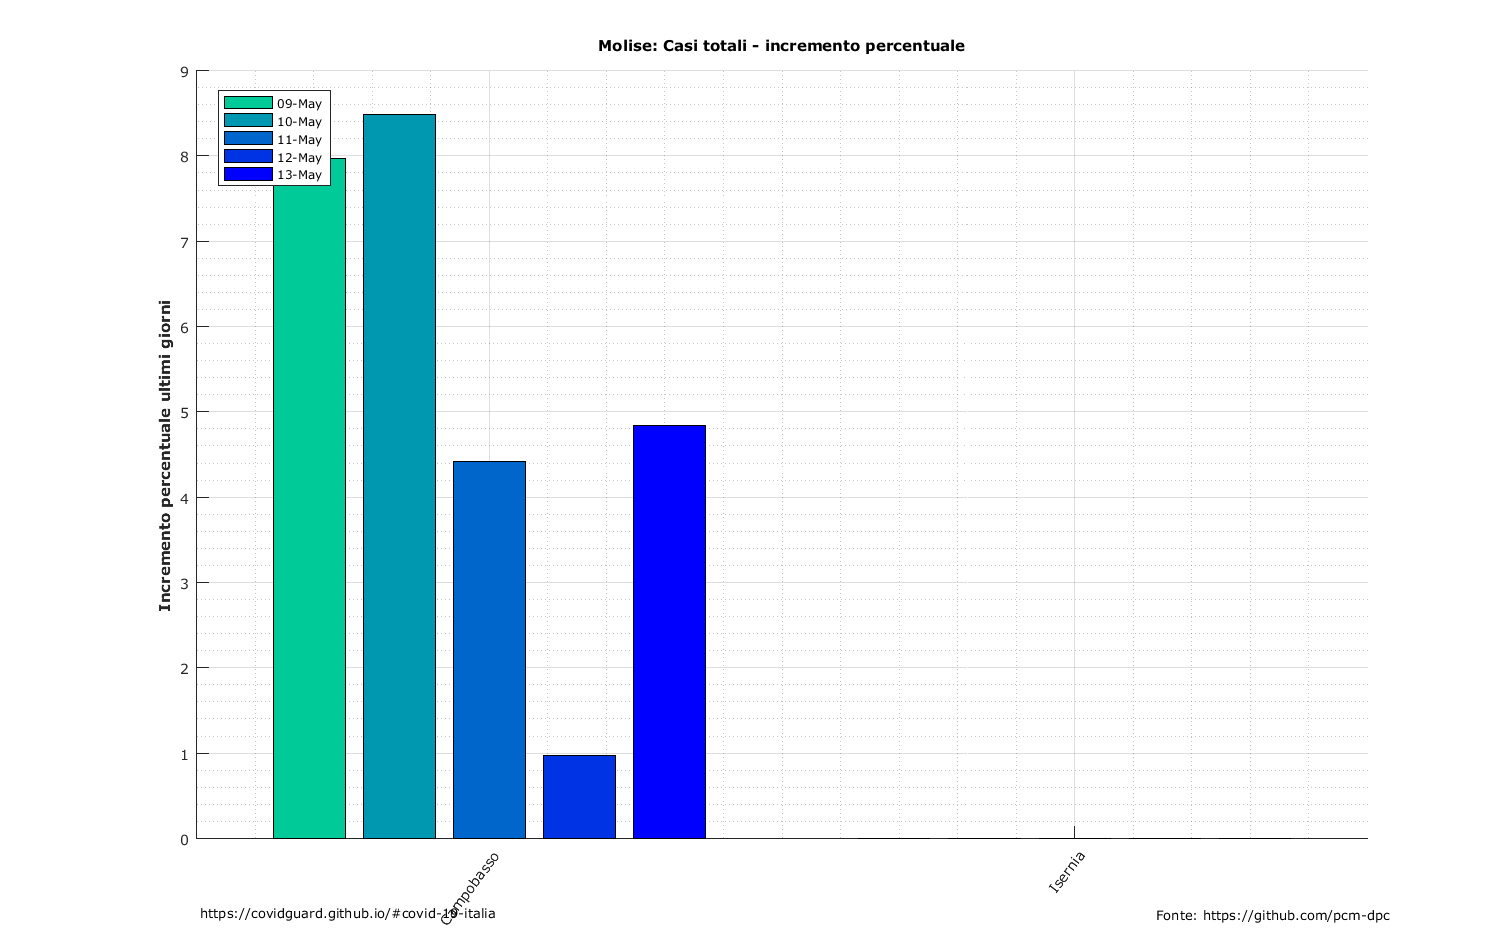 Molise: Casi totali - incremento percentuale
09-May
10-May
11-May
12-May
13-May
Incremento percentuale ultimi giorni
9
8
7
6
5
4
3
2
1
0
Campobasso
Isernia
https://covidguard.github.io/#covid-19-italia
Fonte: https://github.com/pcm-dpc